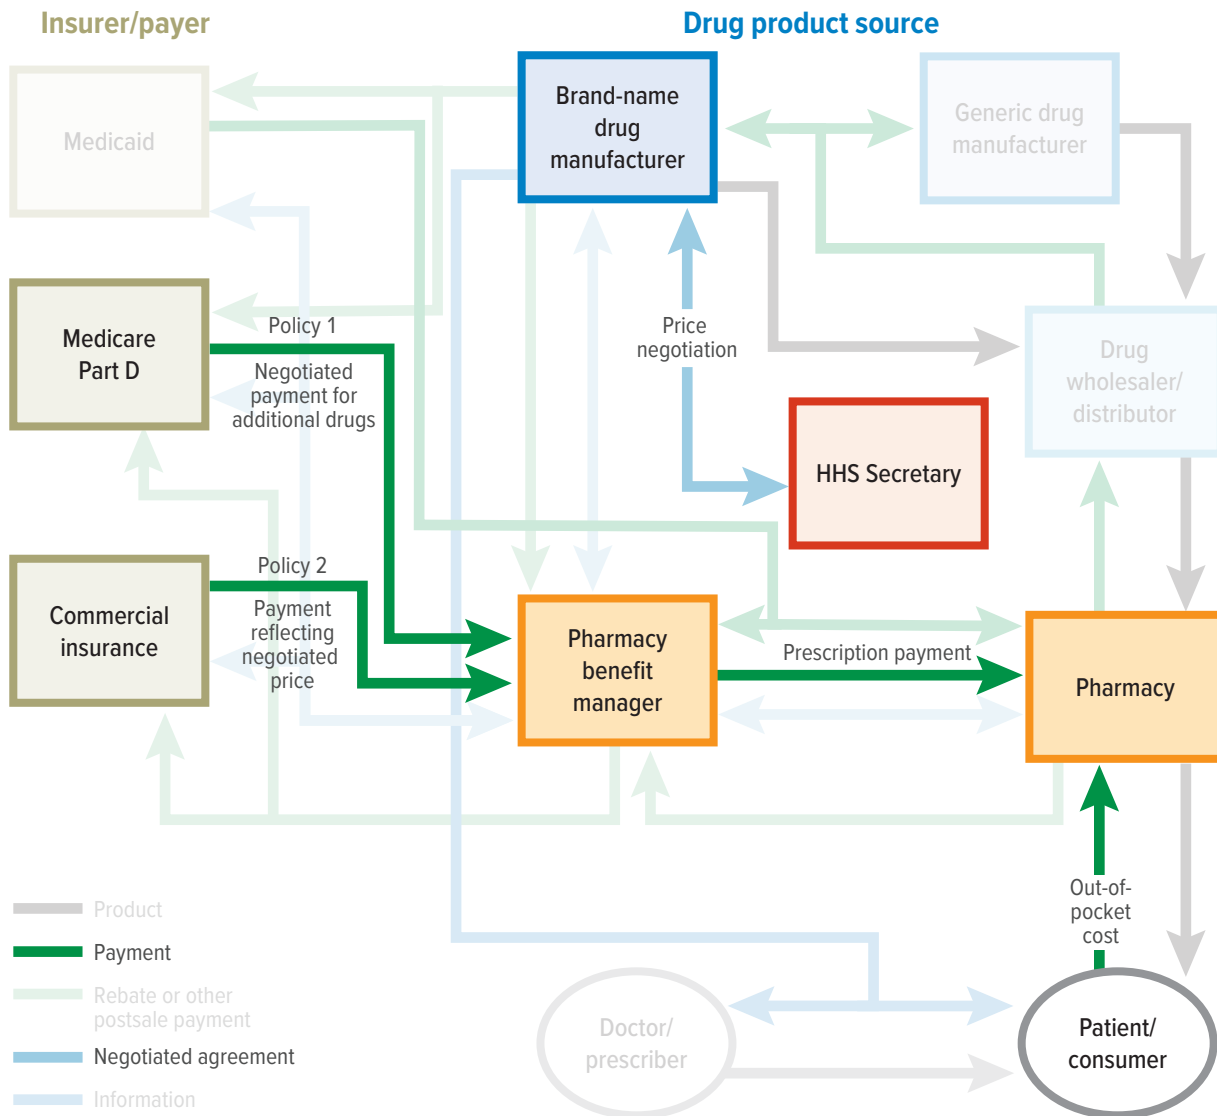 Insurer/payer
Drug product source
Medicaid
Brand-name
drug
manufacturer
Generic drug
manufacturer
Medicare
Part D
Policy 1
Negotiated
payment for
additional drugs
Price
negotiation
Drug
wholesaler/
distributor
HHS Secretary
Commercial
insurance
Policy 2
Payment
reflecting
negotiated
price
Pharmacy
benefit
manager
Prescription payment
Pharmacy
Out-of-
pocket
cost
Product
Payment
Rebate or other
postsale payment
Negotiated agreement
Information
Doctor/
prescriber
Patient/
consumer